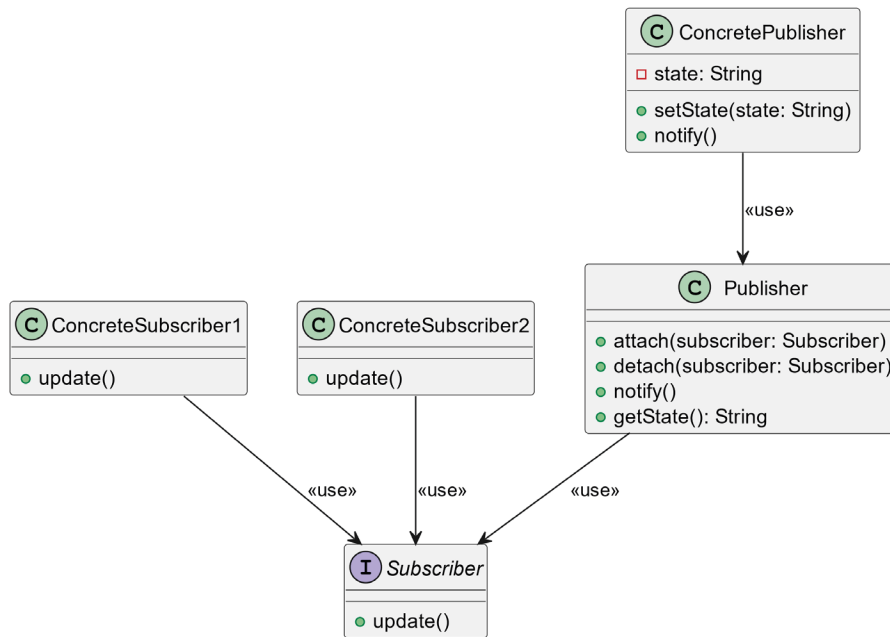 C ConcretePublisher
state: String
setState(state: String)
notify()
«use»
C Publisher
attach(subscriber: Subscriber)
detach(subscriber: Subscriber)
notify()
getState(): String
C ConcreteSubscriber1
update()
C ConcreteSubscriber2
update()
«use»
«use»
«use»
I Subscriber
update()